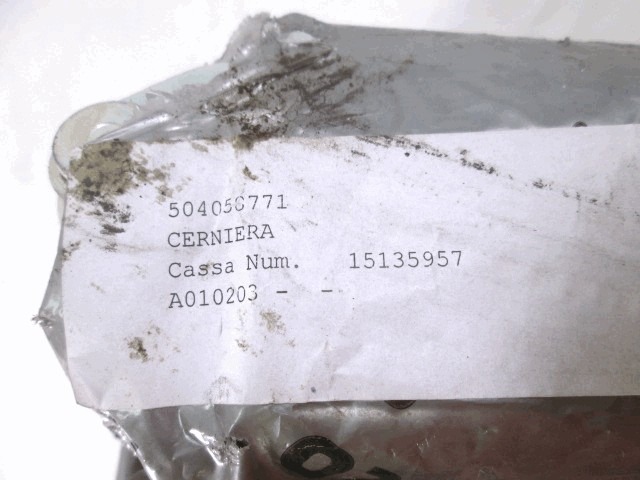 504056771
CERNIERA
Cassa Num. 15135957
A010203 - -